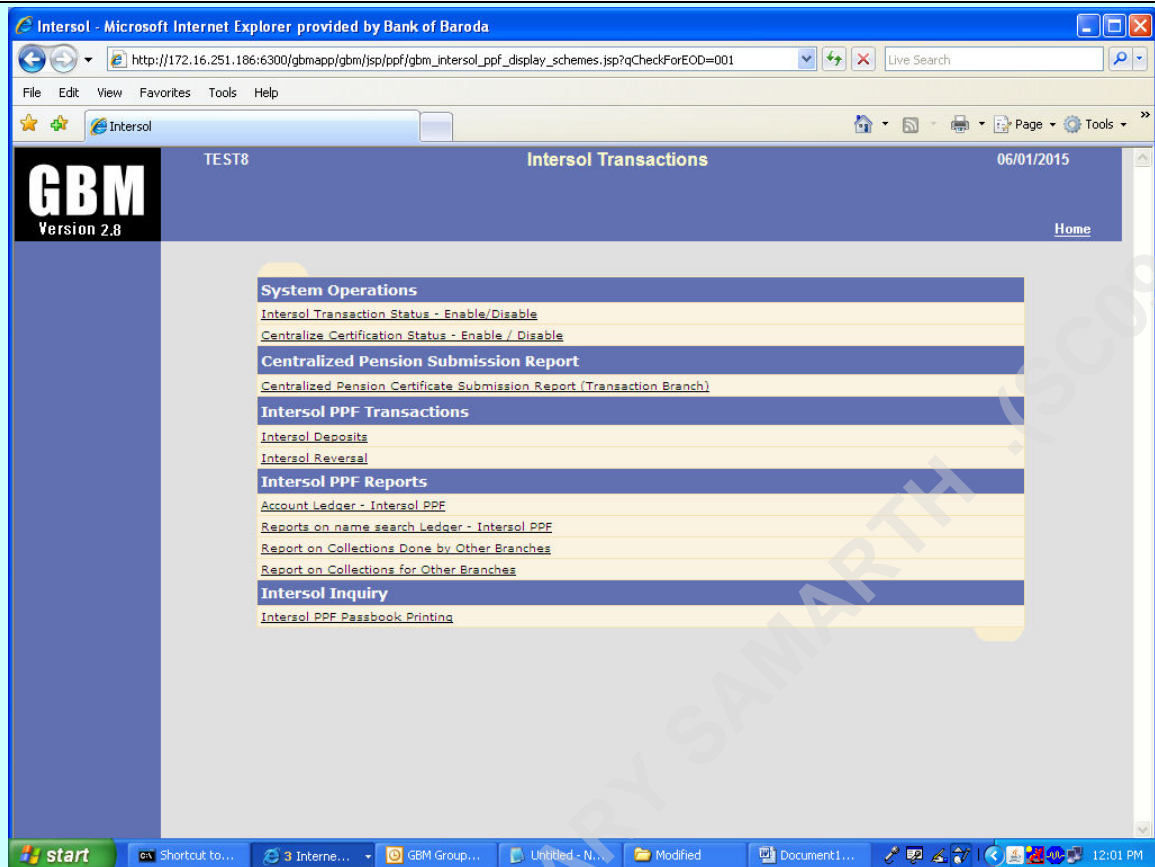 Intersol - Microsoft Internet Explorer provided by Bank of Baroda
http://172.16.251.186:6300/gbmapp/gbm/jsp/ppf/gbm_intersol_ppf_display_schemes.jsp?qCheckForEOD=001
Live Search
File Edit View Favorites Tools Help
Intersol
Page Tools
GBM
Version 2.8
TEST8
Intersol Transactions
06/01/2015
Home
System Operations
Intersol Transaction Status - Enable/Disable
Centralize Certification Status - Enable / Disable
Centralized Pension Submission Report
Centralized Pension Certificate Submission Report (Transaction Branch)
Intersol PPF Transactions
Intersol Deposits
Intersol Reversal
Intersol PPF Reports
Account Ledger - Intersol PPF
Reports on name search Ledger - Intersol PPF
Report on Collections Done by Other Branches
Report on Collections for Other Branches
Intersol Inquiry
Intersol PPF Passbook Printing
ARY SAMARTH .(SC09
start Shortcut to... 3 Interne... GBM Group... Untitled - N... Modified Document1... 12:01 PM